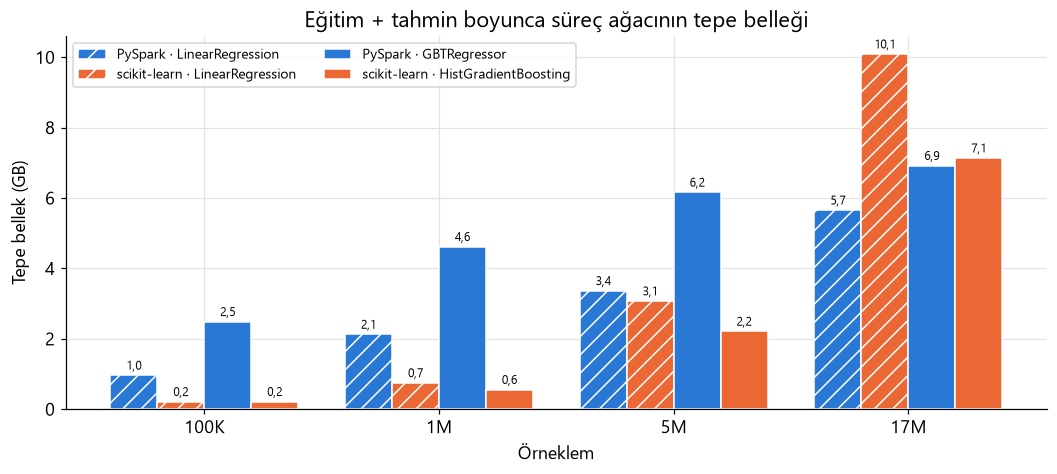 Eğitim + tahmin boyunca süreç ağacının tepe belleği
PySpark · LinearRegression
scikit-learn · LinearRegression
PySpark · GBTRegressor
scikit-learn · HistGradientBoosting
Tepe bellek (GB)
10
8
6
4
2
0
1,0
0,2
2,5
0,2
2,1
0,7
4,6
0,6
3,4
3,1
6,2
2,2
5,7
10,1
6,9
7,1
100K
1M
5M
17M
Örneklem